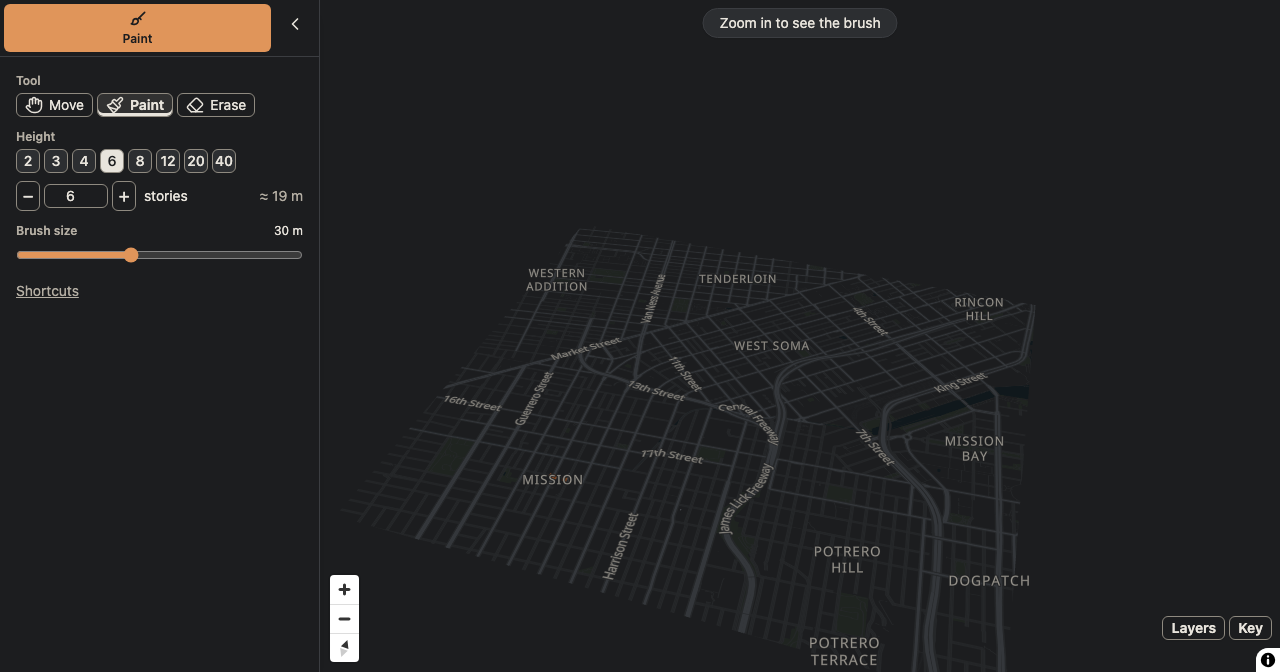 Paint
Zoom in to see the brush
Tool
Move
Paint
Erase
Height
2 3 4 6 8 12 20 40
− 6 + stories ≈ 19 m
Brush size 30 m
Shortcuts
WESTERN
ADDITION
TENDERLOIN
Van Ness Avenue
RINCON
HILL
4th Street
WEST SOMA
Market Street
11th Street
King Street
13th Street
Guerrero Street
16th Street
Central Freeway
7th Street
MISSION
BAY
17th Street
MISSION
James Lick Freeway
Harrison Street
POTRERO
HILL
DOGPATCH
POTRERO
TERRACE
Layers
Key